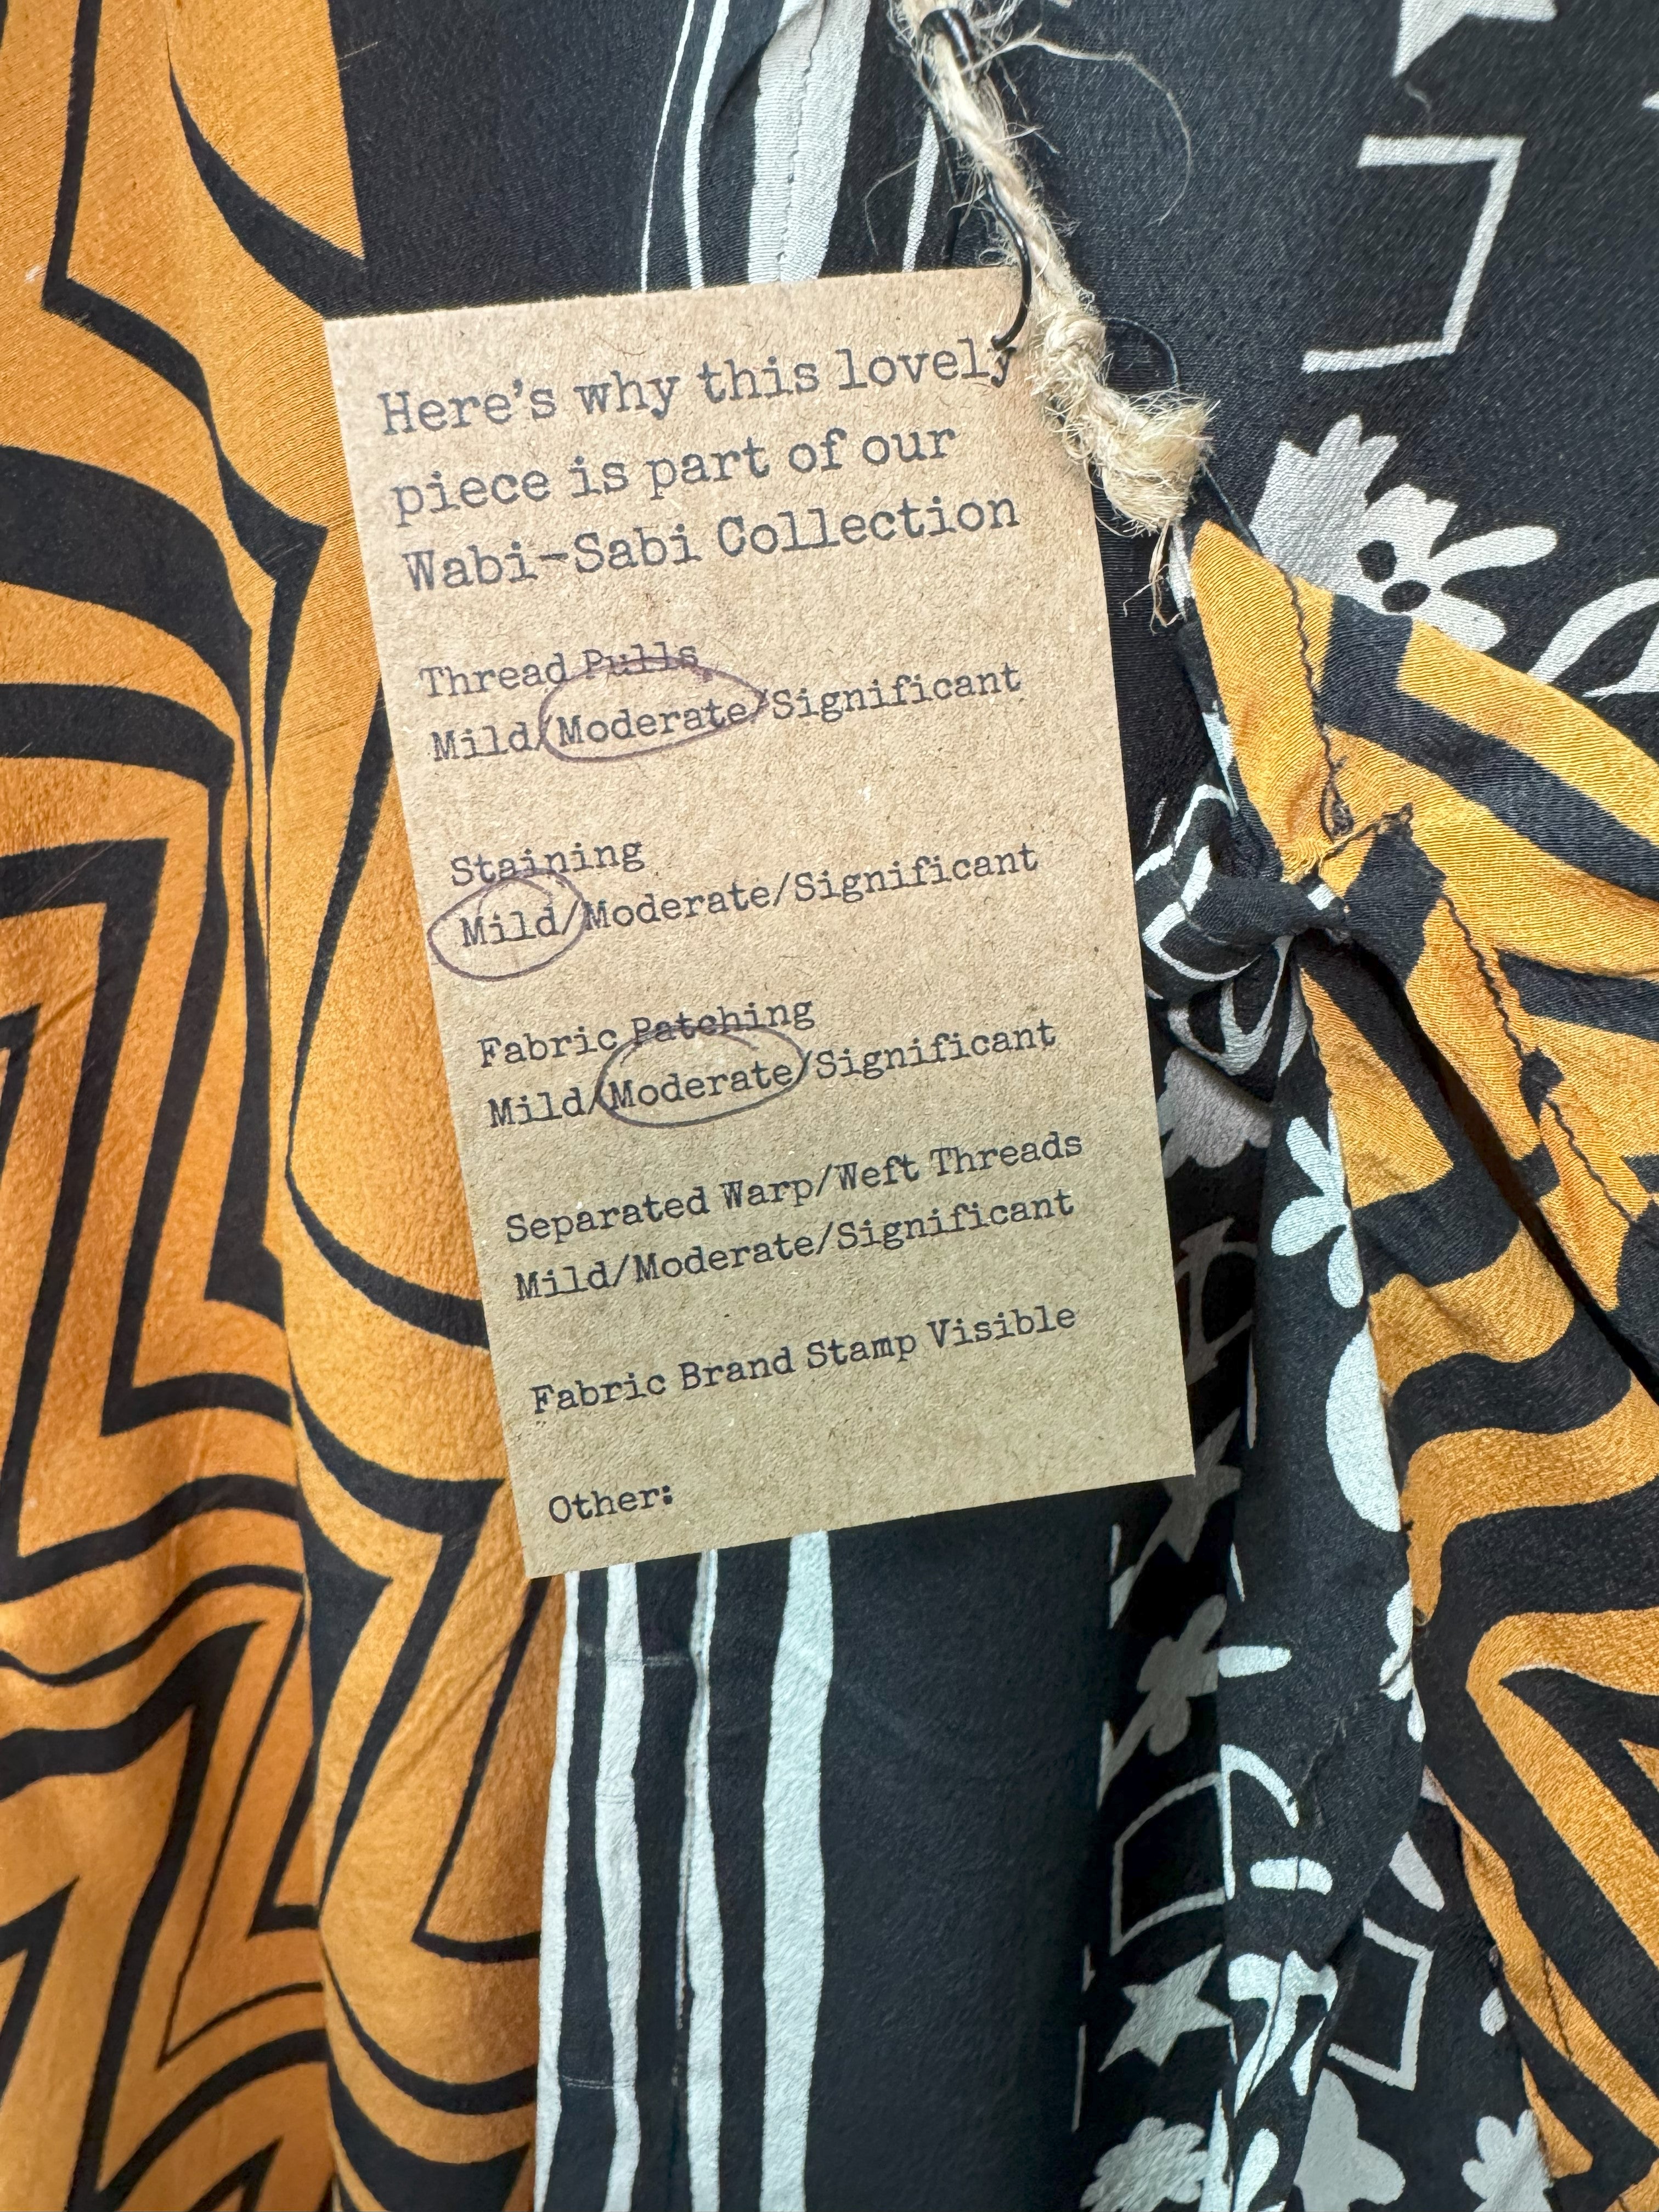 Here's why this lovely
piece is part of our
Wabi-Sabi Collection
Thread Pulls
Mild/Moderate/Significant
Staining
Mild/Moderate/Significant
Fabric Patching
Mild/Moderate/Significant
Separated Warp/Weft Threads
Mild/Moderate/Significant
Fabric Brand Stamp Visible
Other: